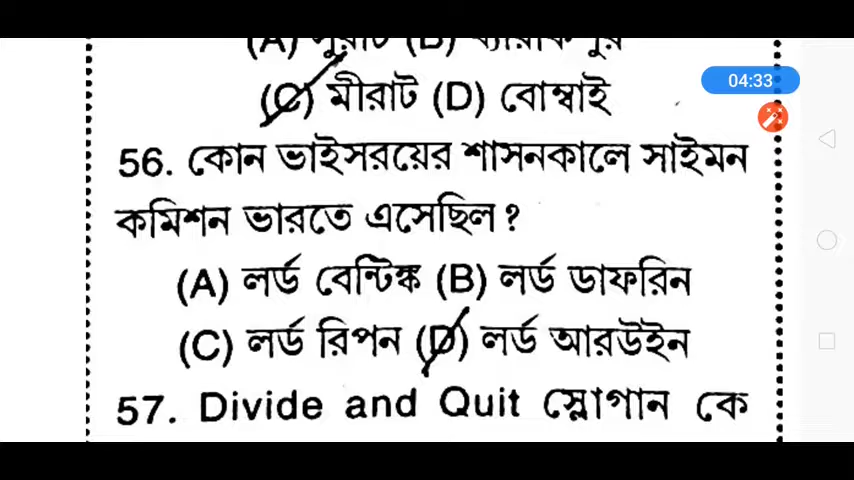 (A) সুরাট (B) ব্যারাকপুর
(C) মীরাট (D) বোম্বাই
04:33
56. কোন ভাইসরয়ের শাসনকালে সাইমন
কমিশন ভারতে এসেছিল?
(A) লর্ড বেন্টিঙ্ক (B) লর্ড ডাফরিন
(C) লর্ড রিপন (D) লর্ড আরউইন
57. Divide and Quit স্লোগান কে